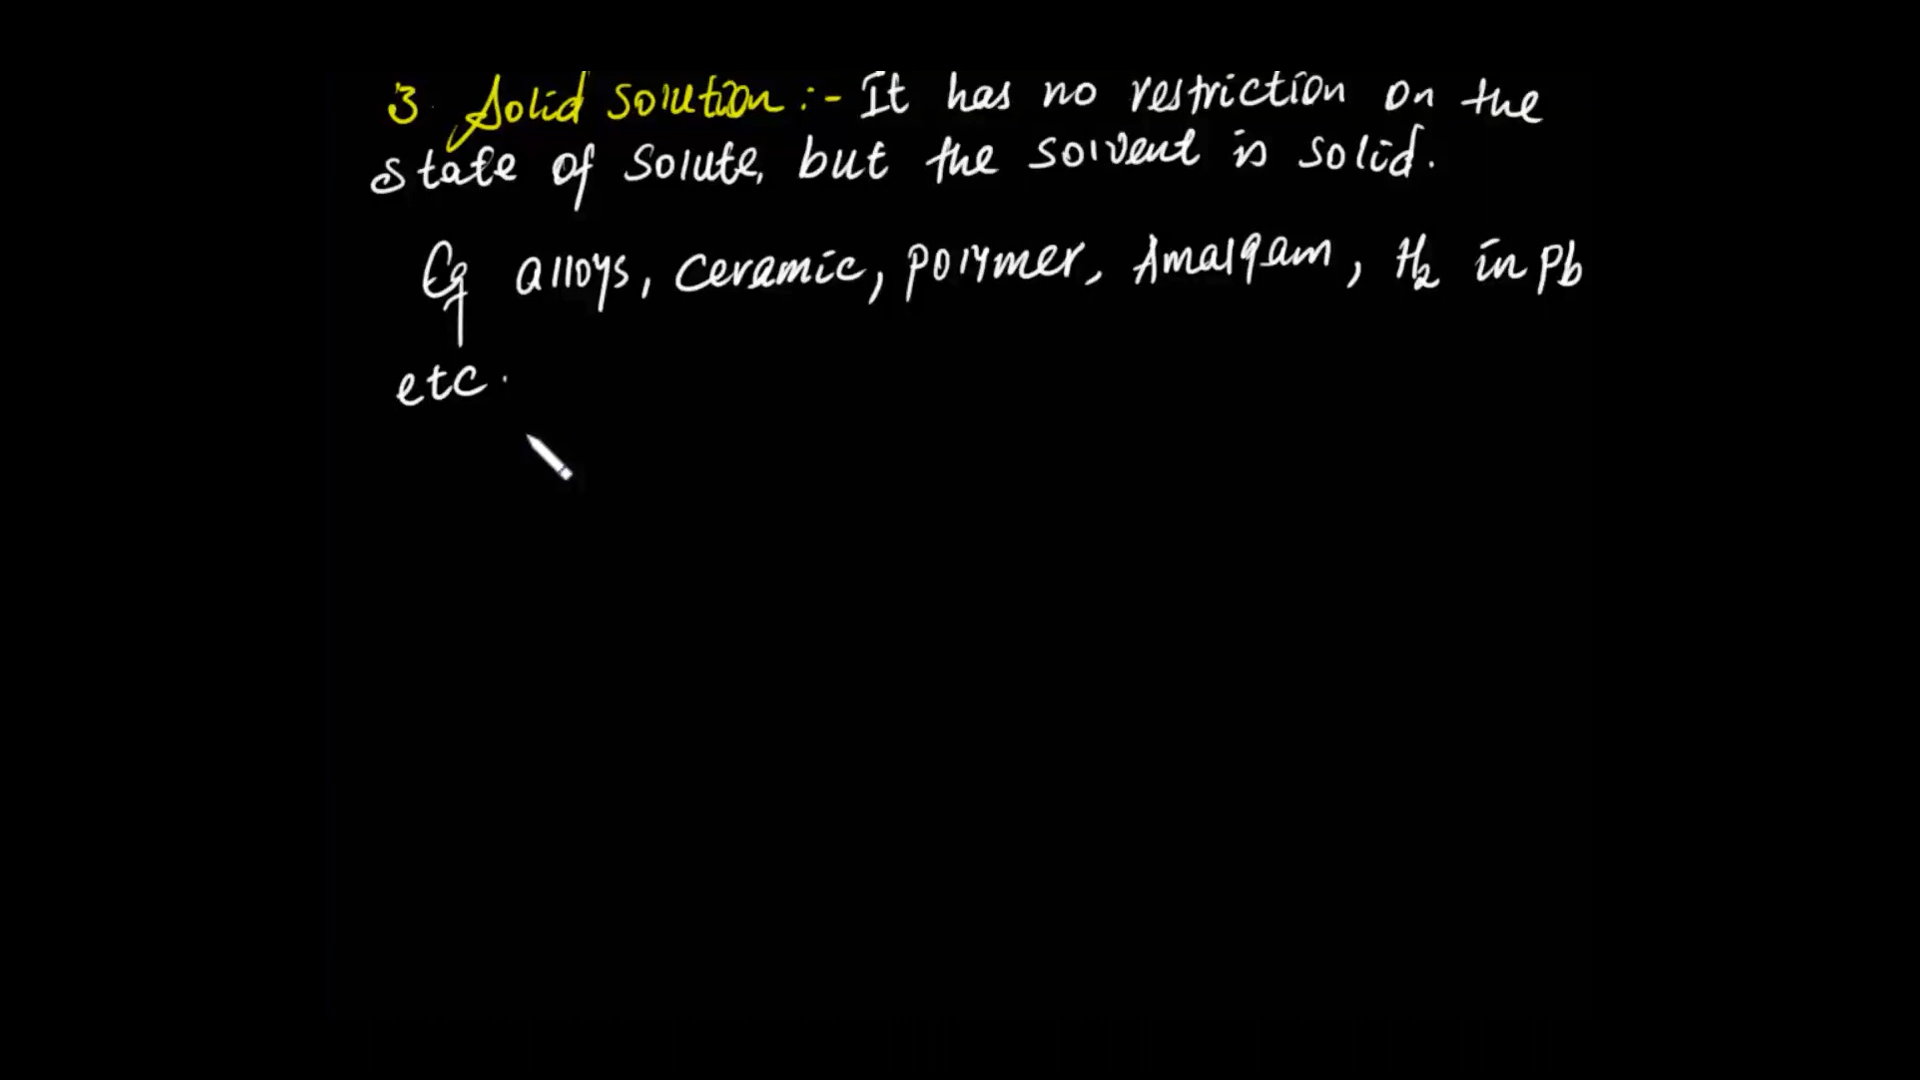 3. Solid solution :- It has no restriction on the
state of solute, but the solvent is solid.
Eg alloys, ceramic, polymer, Amalgam, H₂ in Pb
etc.